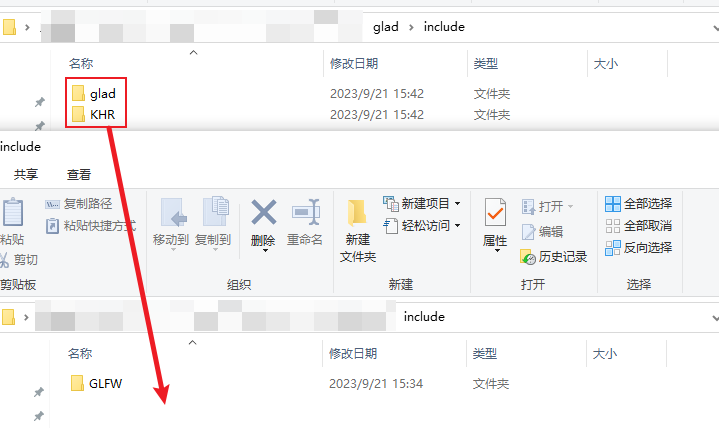 glad › include
名称 修改日期 类型 大小
glad 2023/9/21 15:42 文件夹
KHR 2023/9/21 15:42 文件夹
include
共享 查看
复制路径 新建项目 打开 全部选择
粘贴 粘贴快捷方式 移动到 复制到 删除 重命名 新建 文件夹 轻松访问 属性 编辑 全部取消
剪切 历史记录 反向选择
剪贴板 组织 新建 打开 选择
include
名称 修改日期 类型 大小
GLFW 2023/9/21 15:34 文件夹